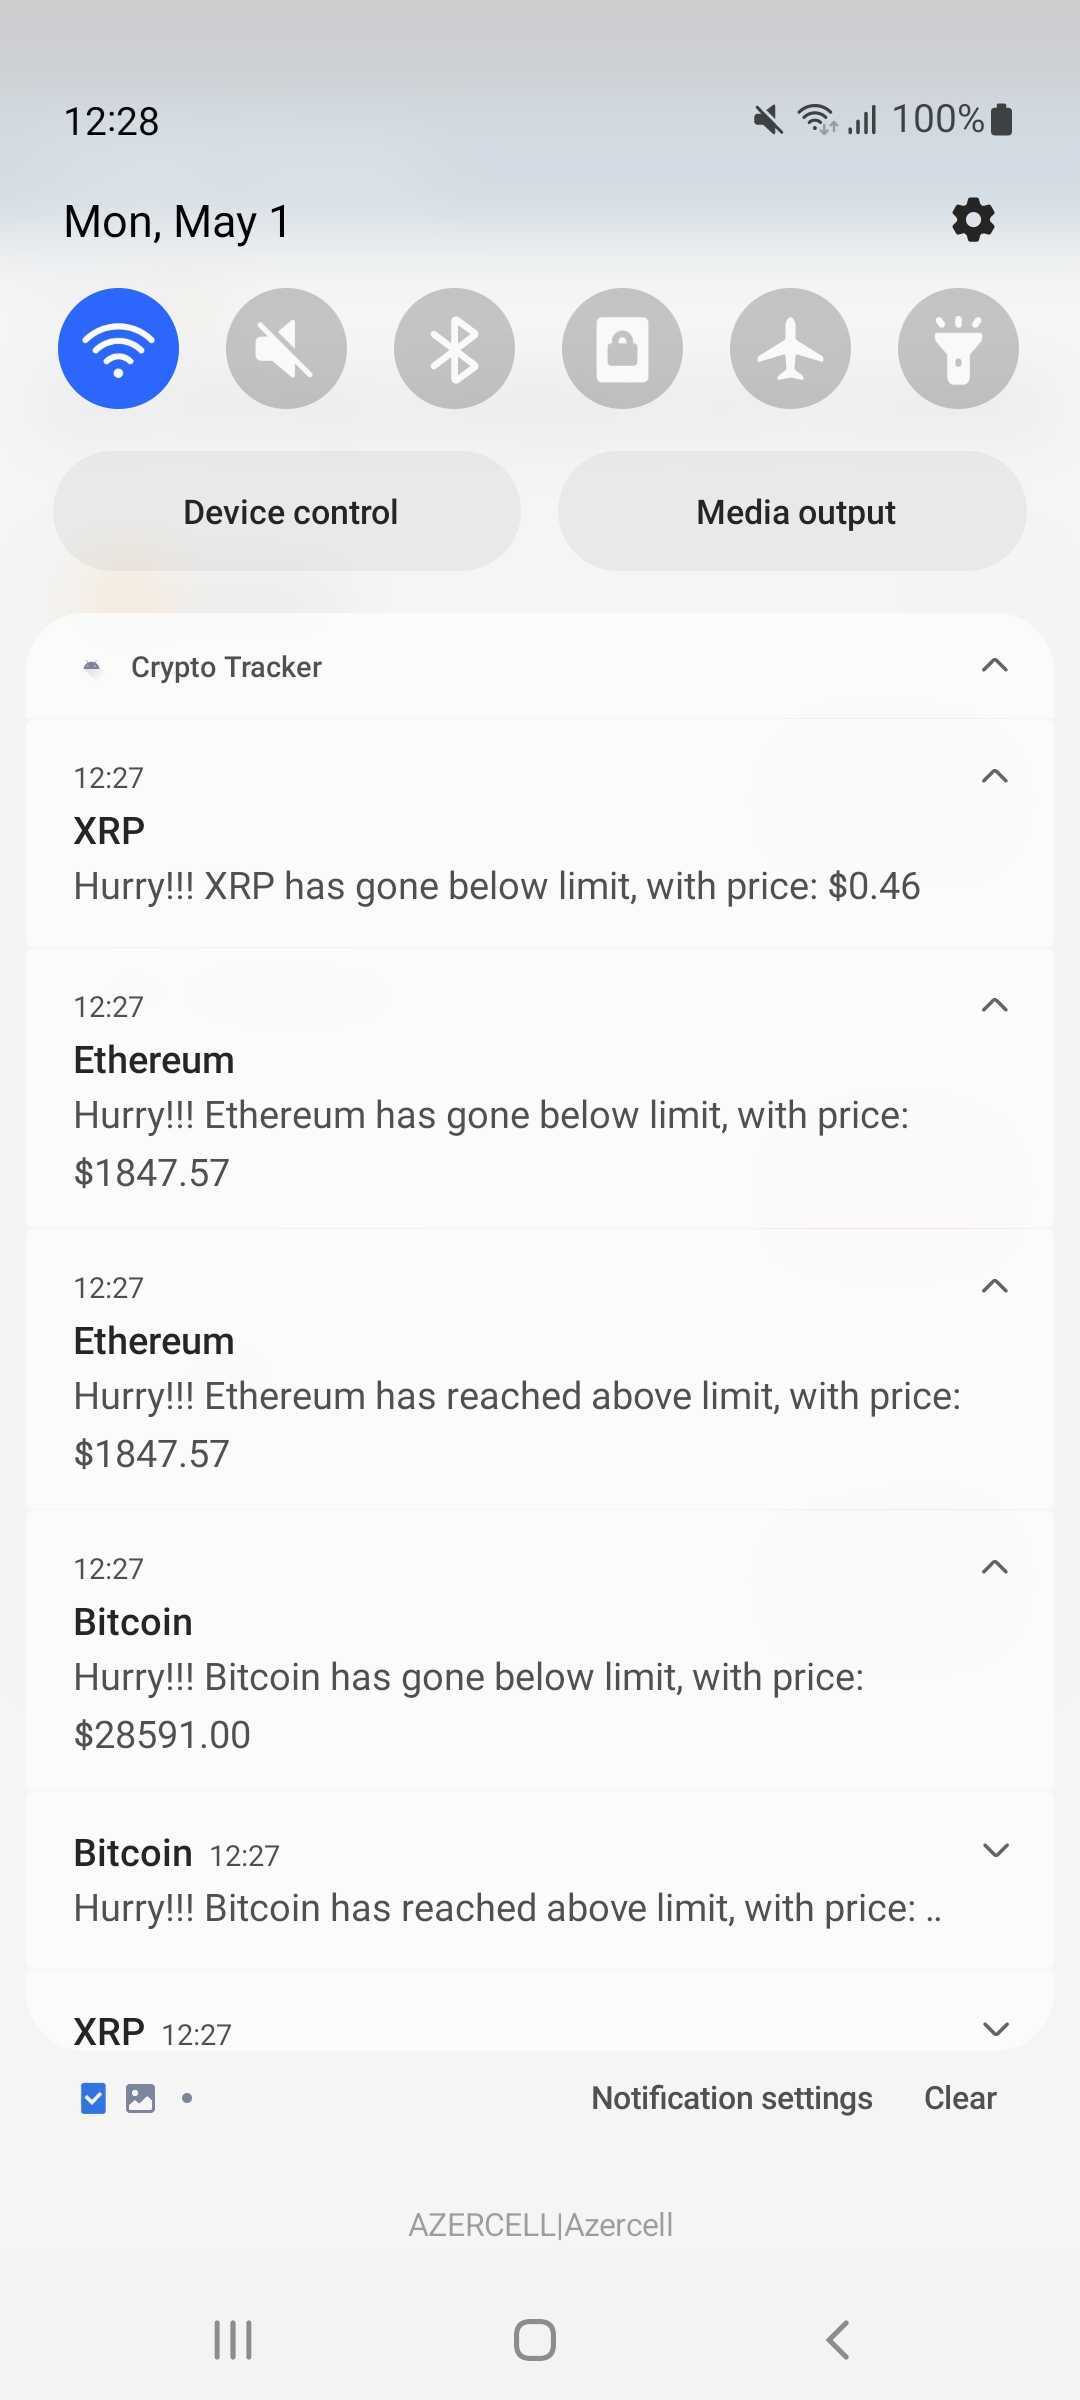 12:28
100%
Mon, May 1
Device control
Media output
Crypto Tracker
12:27
XRP
Hurry!!! XRP has gone below limit, with price: $0.46
12:27
Ethereum
Hurry!!! Ethereum has gone below limit, with price:
$1847.57
12:27
Ethereum
Hurry!!! Ethereum has reached above limit, with price:
$1847.57
12:27
Bitcoin
Hurry!!! Bitcoin has gone below limit, with price:
$28591.00
Bitcoin 12:27
Hurry!!! Bitcoin has reached above limit, with price: ..
XRP 12:27
Notification settings
Clear
AZERCELL|Azercell